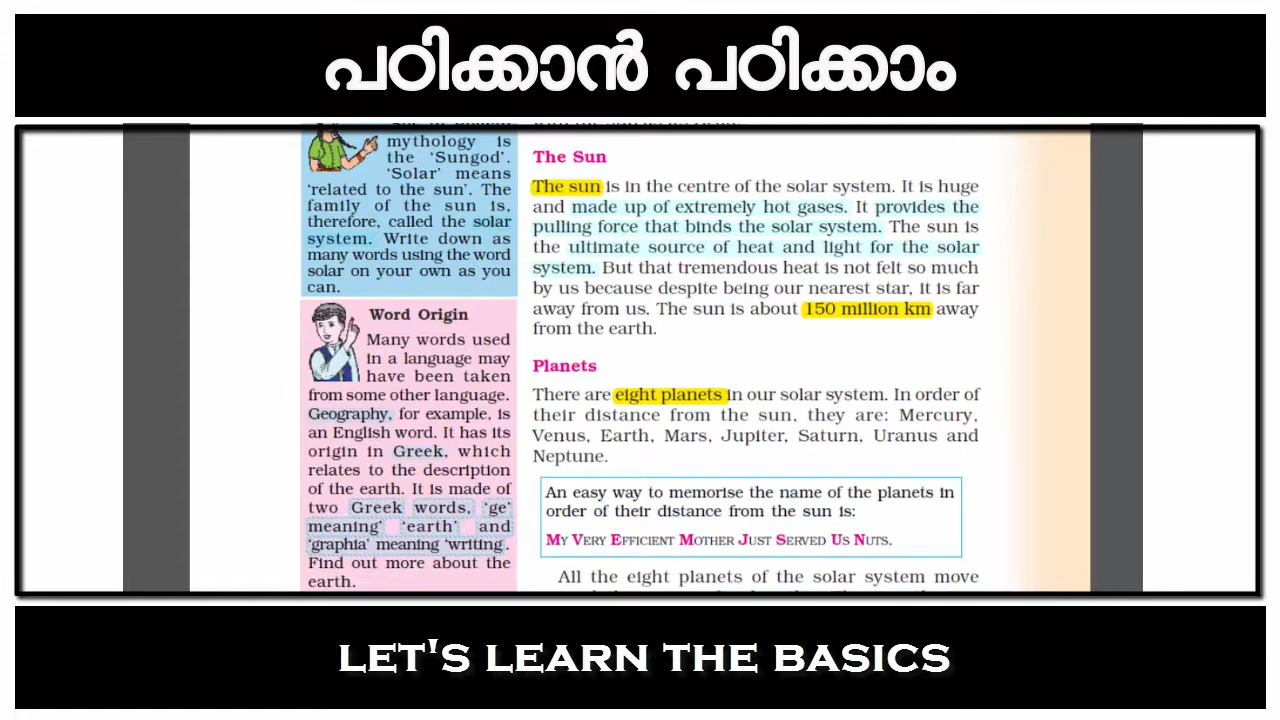 പഠിക്കാൻ പഠിക്കാം
mythology is
the ‘Sungod’.
‘Solar’ means
‘related to the sun’. The
family of the sun is,
therefore, called the solar
system. Write down as
many words using the word
solar on your own as you
can.
Word Origin
Many words used
in a language may
have been taken
from some other language.
Geography, for example, is
an English word. It has its
origin in Greek, which
relates to the description
of the earth. It is made of
two Greek words, ‘ge’
meaning ‘earth’ and
‘graphia’ meaning ‘writing’.
Find out more about the
earth.
The Sun
The sun is in the centre of the solar system. It is huge
and made up of extremely hot gases. It provides the
pulling force that binds the solar system. The sun is
the ultimate source of heat and light for the solar
system. But that tremendous heat is not felt so much
by us because despite being our nearest star, it is far
away from us. The sun is about 150 million km away
from the earth.
Planets
There are eight planets in our solar system. In order of
their distance from the sun, they are: Mercury,
Venus, Earth, Mars, Jupiter, Saturn, Uranus and
Neptune.
An easy way to memorise the name of the planets in
order of their distance from the sun is:
MY VERY EFFICIENT MOTHER JUST SERVED US NUTS.
All the eight planets of the solar system move
LET'S LEARN THE BASICS